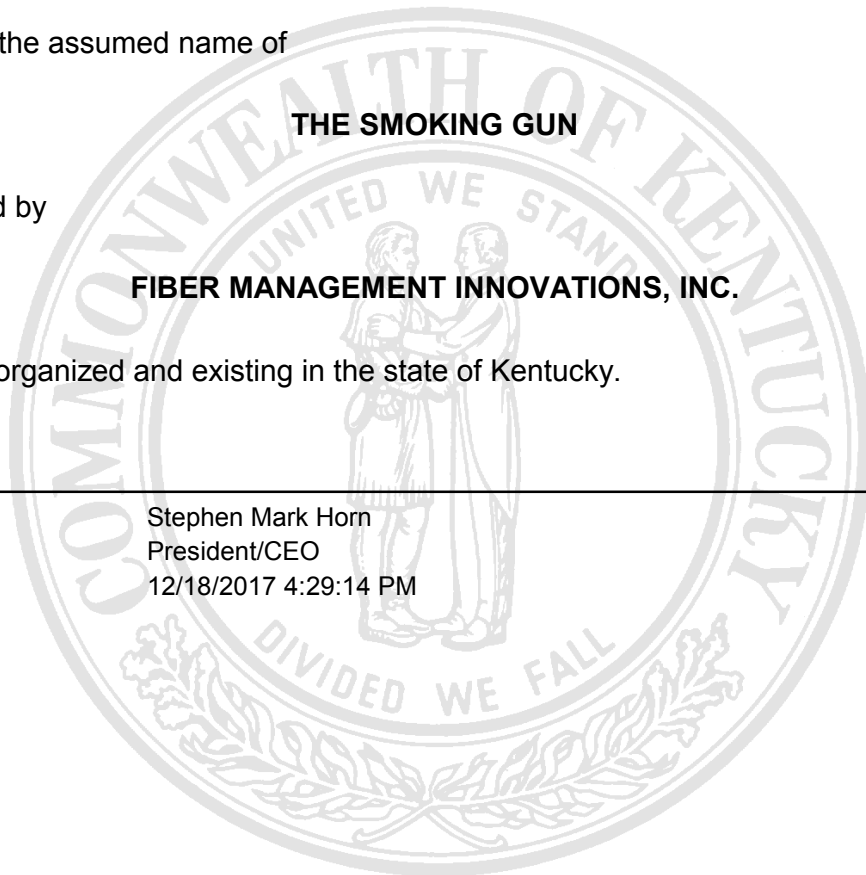 the assumed name of
THE SMOKING GUN
d by
FIBER MANAGEMENT INNOVATIONS, INC.
organized and existing in the state of Kentucky.
Stephen Mark Horn
President/CEO
12/18/2017 4:29:14 PM
COMMONWEALTH OF KENTUCKY
UNITED WE STAND
DIVIDED WE FALL